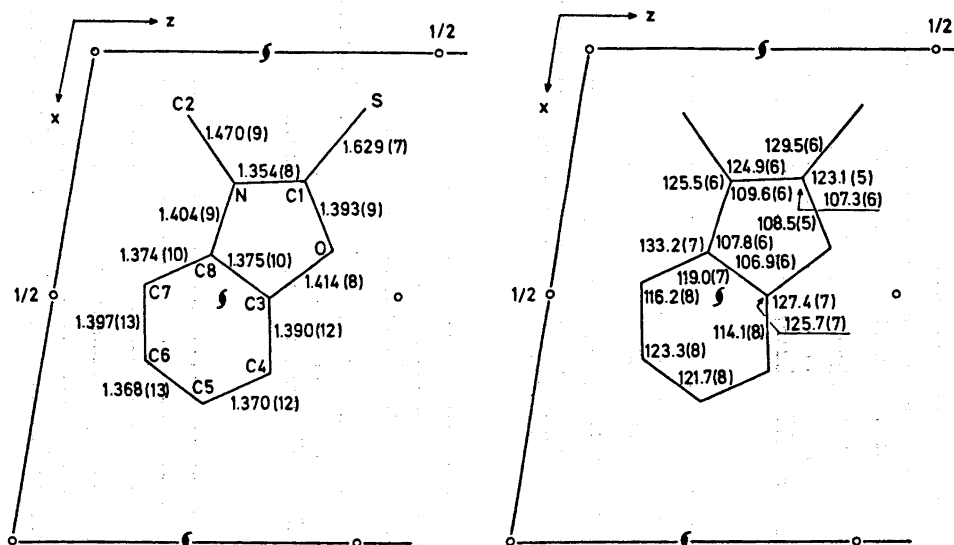 z
1/2
x
C2
S
1.470(9)
1.629(7)
1.354(8)
N
C1
1.404(9)
1.393(9)
O
1.374(10)
1.375(10)
C8
1.414(8)
1/2
C7
C3
1.397(13)
1.390(12)
C6
C4
1.368(13)
C5
1.370(12)
z
1/2
x
129.5(6)
124.9(6)
125.5(6)
123.1(5)
109.6(6)
107.3(6)
108.5(5)
133.2(7)
107.8(6)
106.9(6)
119.0(7)
1/2
116.2(8)
127.4(7)
125.7(7)
114.1(8)
123.3(8)
121.7(8)